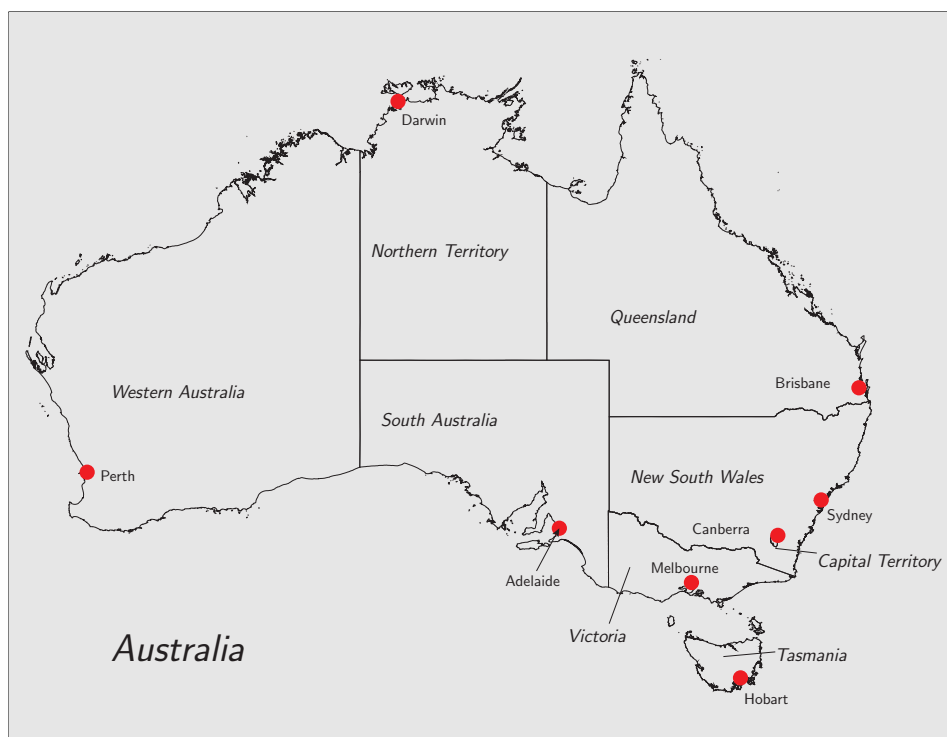 Darwin
Northern Territory
Queensland
Western Australia
Brisbane
South Australia
Perth
New South Wales
Sydney
Canberra
Capital Territory
Melbourne
Adelaide
Victoria
Australia
Tasmania
Hobart